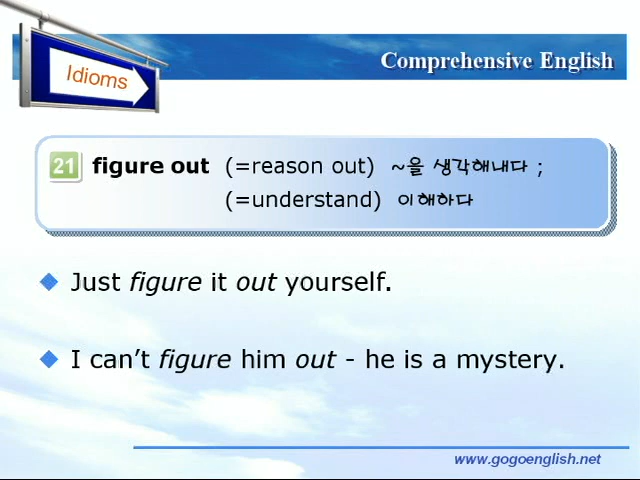 Idioms
Comprehensive English
21 figure out (=reason out) ~을 생각해내다 ;
(=understand) 이해하다
Just figure it out yourself.
I can't figure him out - he is a mystery.
www.gogoenglish.net